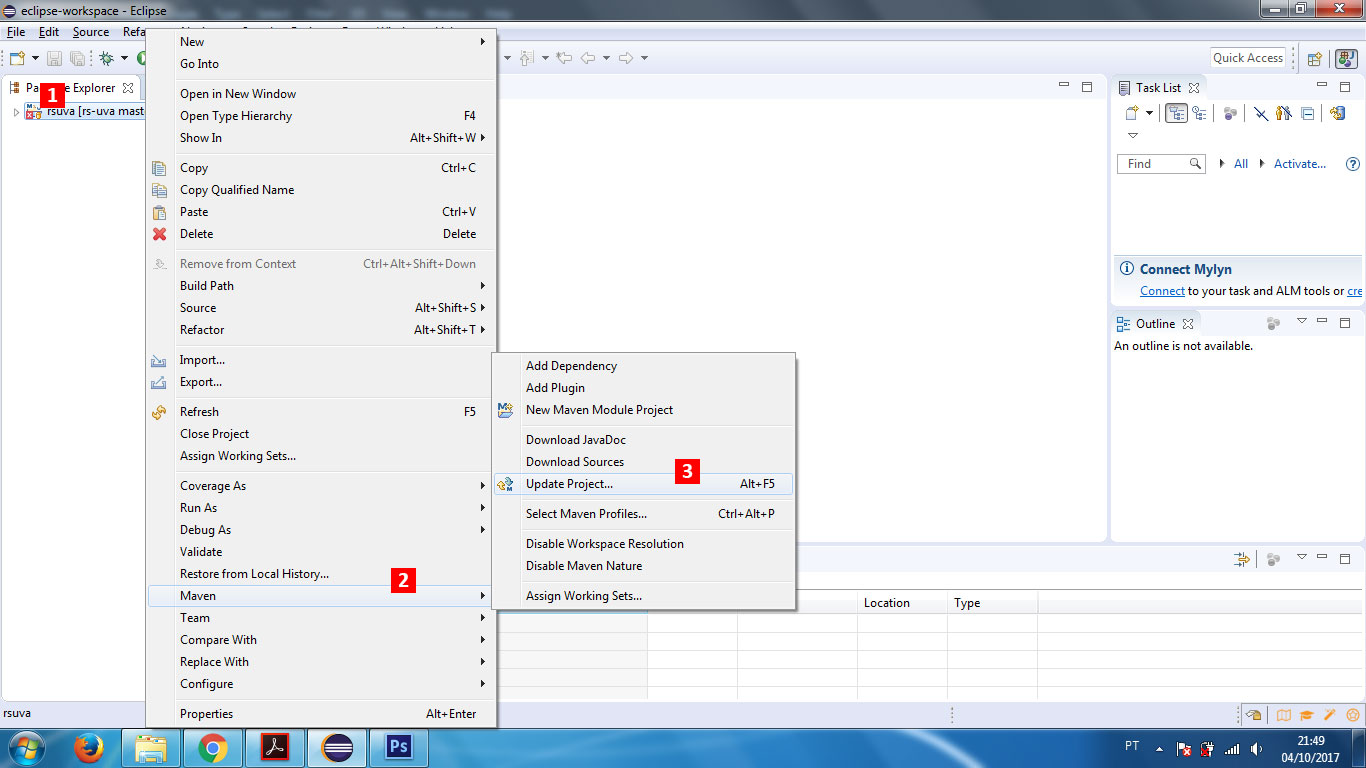 eclipse-workspace - Eclipse
File Edit Source Refa
Quick Access
Explorer
1
rsuva [rs-uva mast
New
Go Into
Open in New Window
Open Type Hierarchy F4
Show In Alt+Shift+W
Copy Ctrl+C
Copy Qualified Name
Paste Ctrl+V
Delete Delete
Remove from Context Ctrl+Alt+Shift+Down
Build Path
Source Alt+Shift+S
Refactor Alt+Shift+T
Import...
Export...
Refresh F5
Close Project
Assign Working Sets...
Coverage As
Run As
Debug As
Validate
Restore from Local History...
2
Maven
Team
Compare With
Replace With
Configure
Properties Alt+Enter
Add Dependency
Add Plugin
New Maven Module Project
Download JavaDoc
Download Sources
3
Update Project... Alt+F5
Select Maven Profiles... Ctrl+Alt+P
Disable Workspace Resolution
Disable Maven Nature
Assign Working Sets...
Task List
Find All Activate...
Connect Mylyn
Connect to your task and ALM tools or cre
Outline
An outline is not available.
Location Type
rsuva
Ps
PT
21:49
04/10/2017